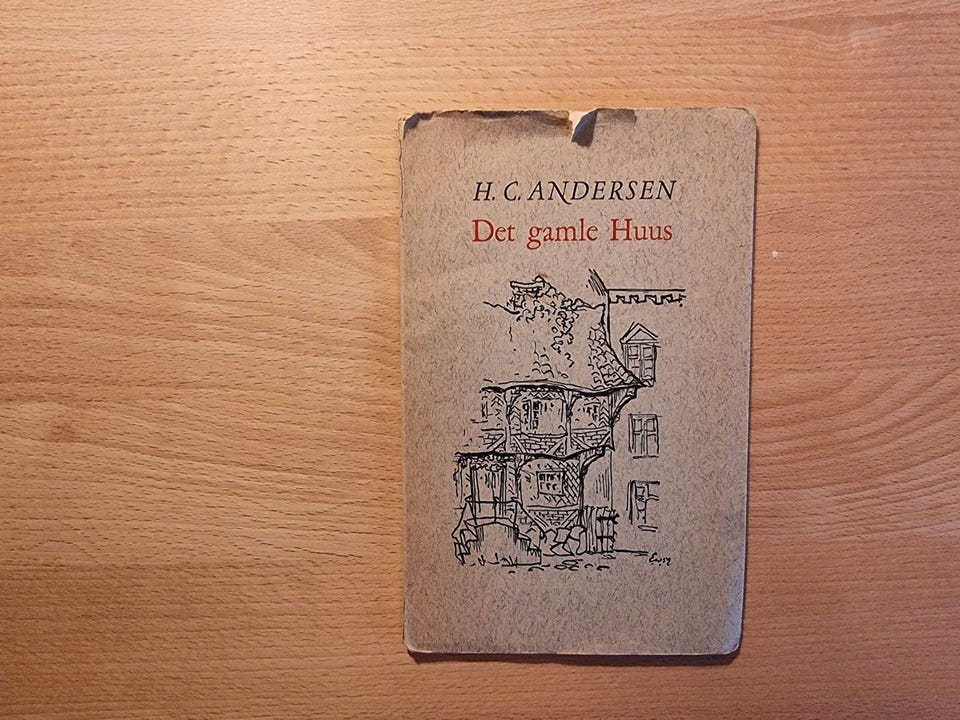 H. C. ANDERSEN
Det gamle Huus